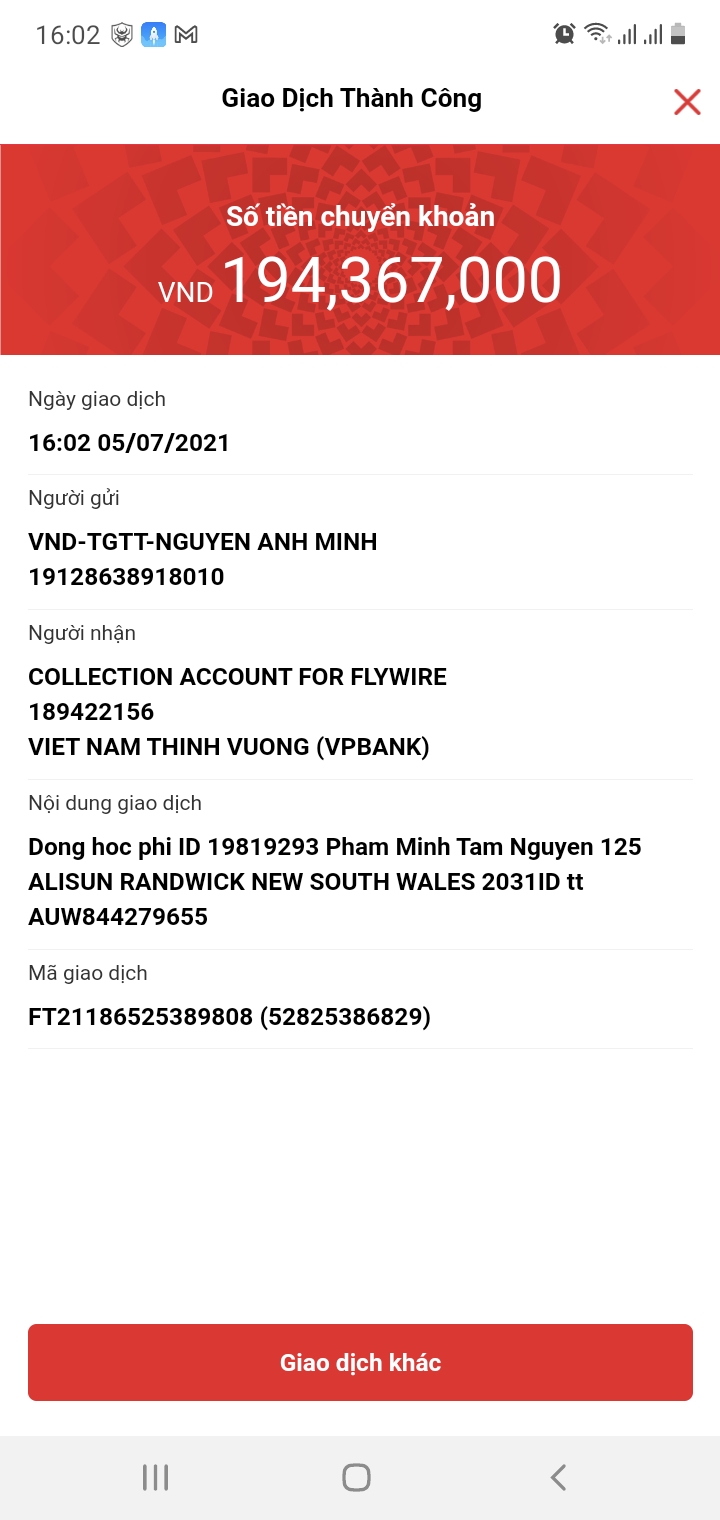 16:02
Giao Dịch Thành Công
Số tiền chuyển khoản
VND 194,367,000
Ngày giao dịch
16:02 05/07/2021
Người gửi
VND-TGTT-NGUYEN ANH MINH
19128638918010
Người nhận
COLLECTION ACCOUNT FOR FLYWIRE
189422156
VIET NAM THINH VUONG (VPBANK)
Nội dung giao dịch
Dong hoc phi ID 19819293 Pham Minh Tam Nguyen 125
ALISUN RANDWICK NEW SOUTH WALES 2031ID tt
AUW844279655
Mã giao dịch
FT21186525389808 (52825386829)
Giao dịch khác